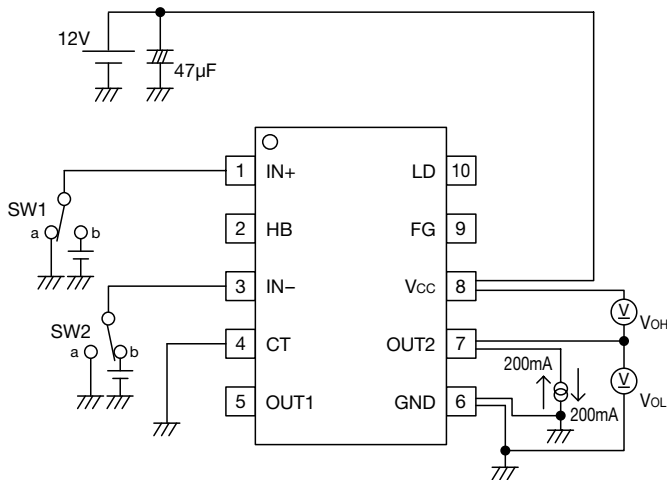 12V
47µF
1 IN+ LD 10
SW1
a b
2 HB FG 9
3 IN− VCC 8
VOH
SW2
a b
4 CT OUT2 7
200mA
VOL
5 OUT1 GND 6
200mA
V
V